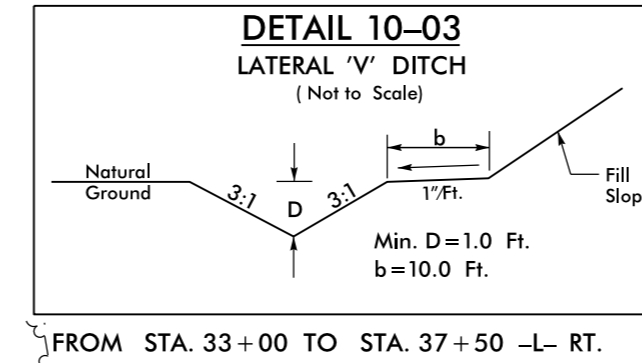 DETAIL 10–03
LATERAL 'V' DITCH
( Not to Scale)
b
Natural
Ground
3:1
D
3:1
1"/Ft.
Fill
Slop
Min. D=1.0 Ft.
b=10.0 Ft.
FROM STA. 33+00 TO STA. 37+50 –L– RT.